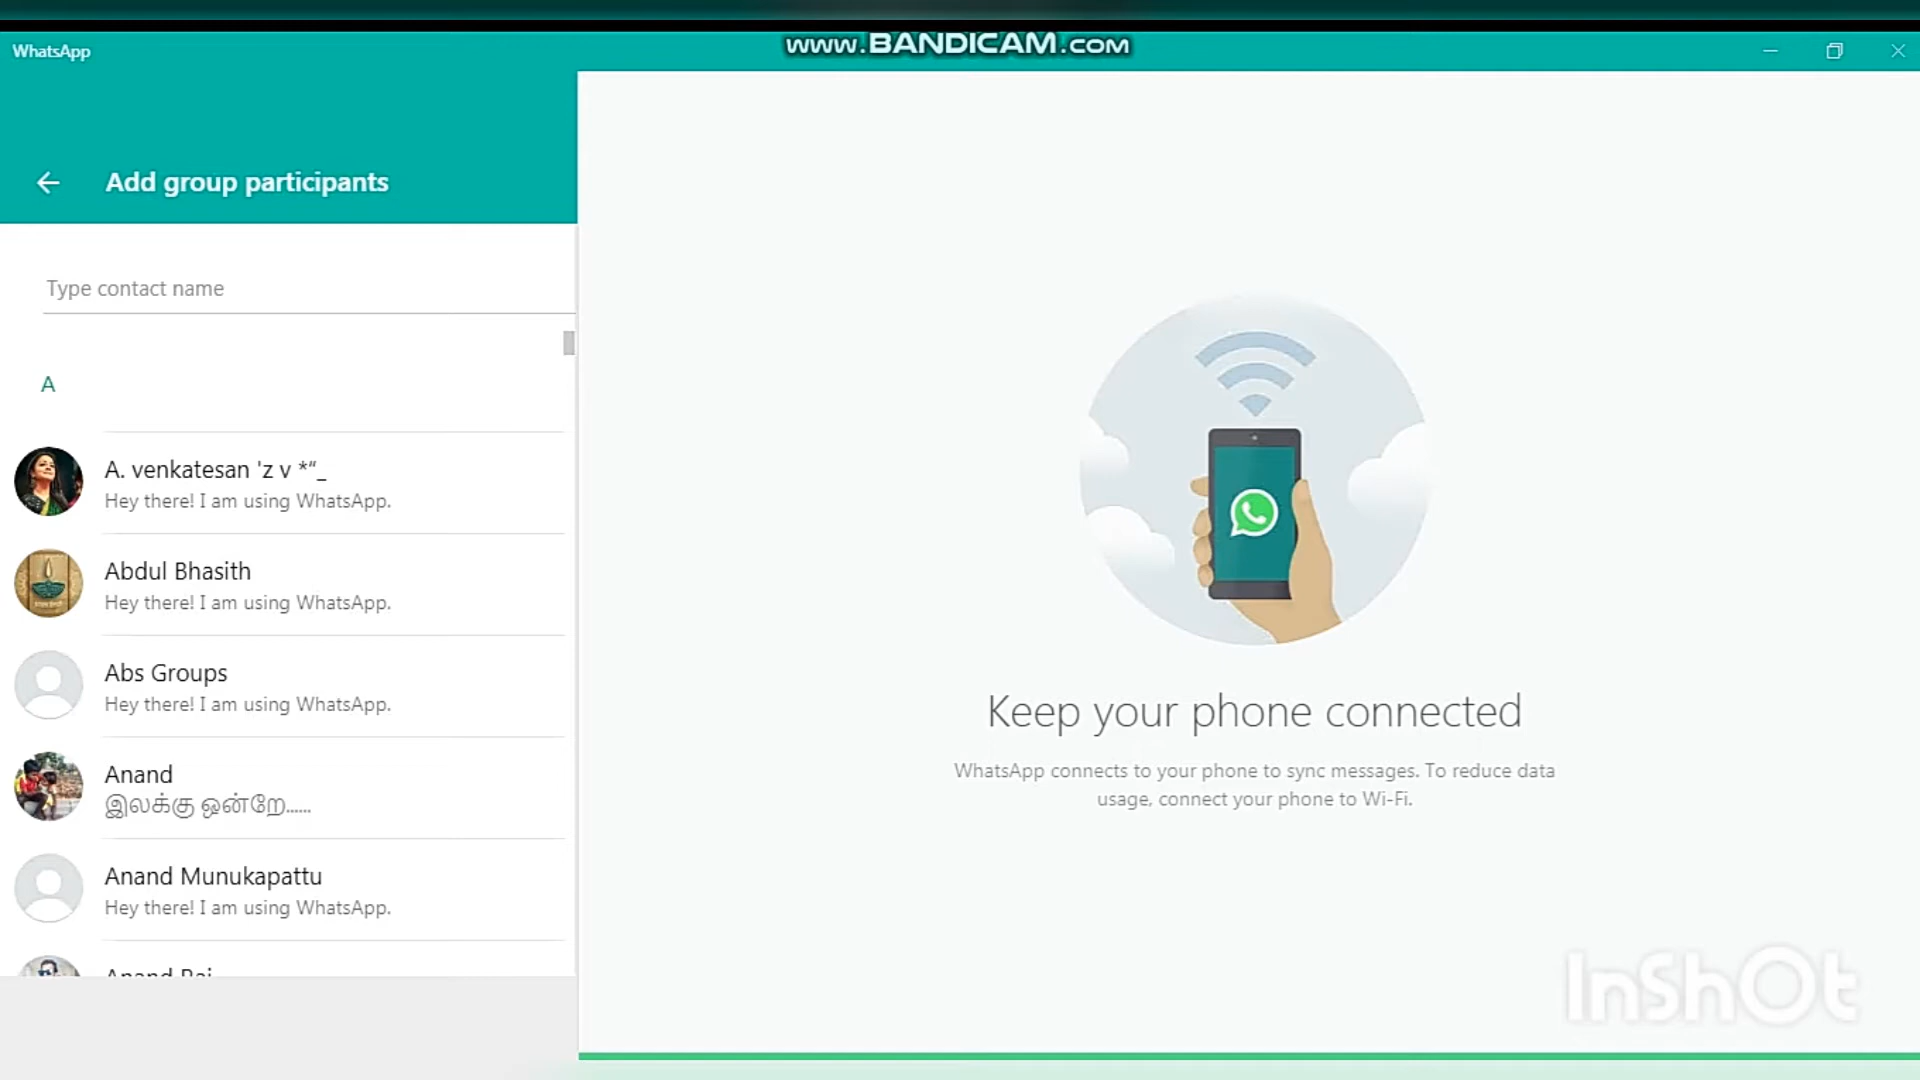 www.BANDICAM.com
WhatsApp
Add group participants
Type contact name
A
A. venkatesan 'z v *“_
Hey there! I am using WhatsApp.
Abdul Bhasith
Hey there! I am using WhatsApp.
Abs Groups
Hey there! I am using WhatsApp.
Anand
இலக்கு ஒன்றே......
Anand Munukapattu
Hey there! I am using WhatsApp.
Anand Raj
Keep your phone connected
WhatsApp connects to your phone to sync messages. To reduce data
usage, connect your phone to Wi-Fi.
InShOt